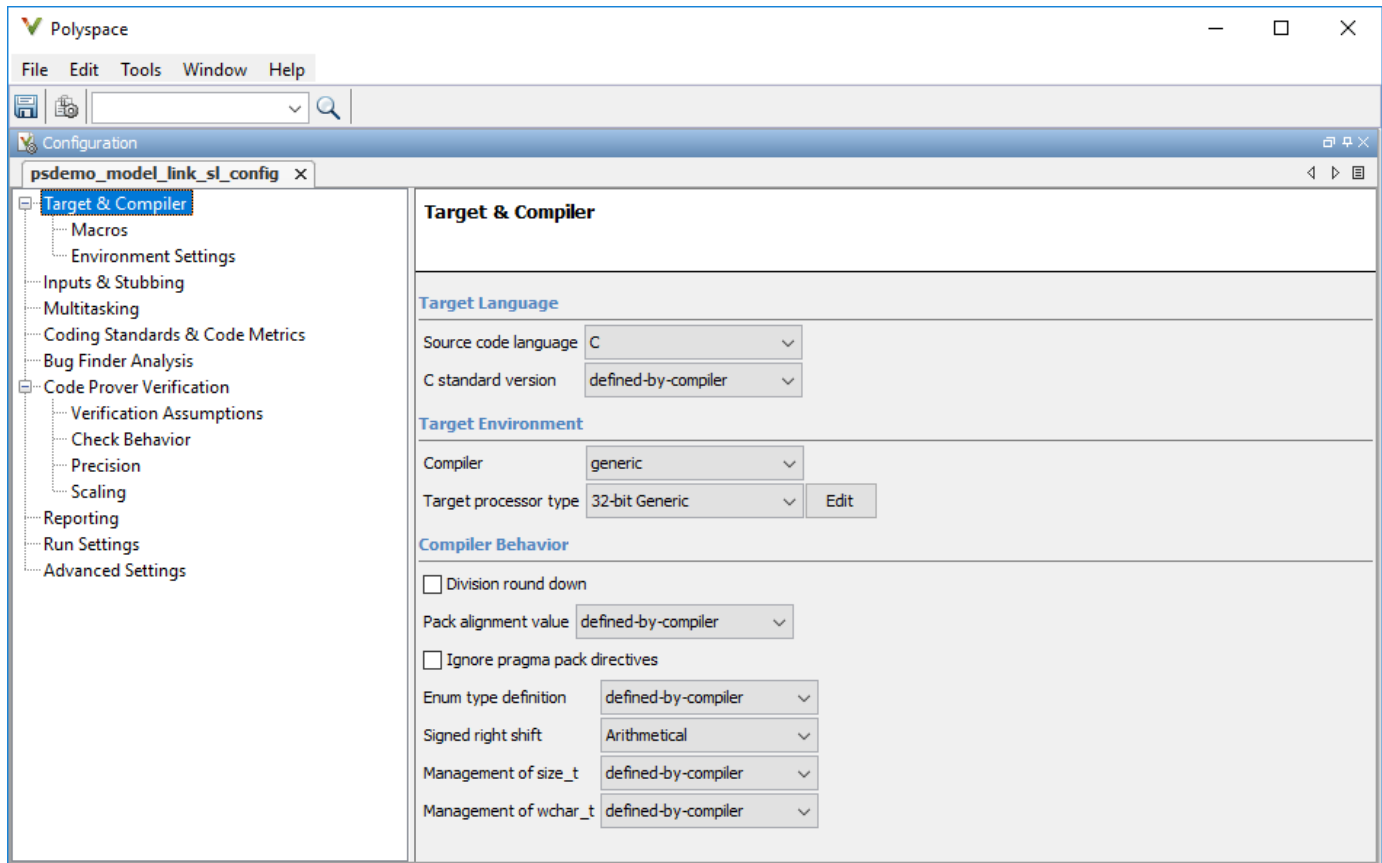 Polyspace
File Edit Tools Window Help
Configuration
psdemo_model_link_sl_config
Target & Compiler
Macros
Environment Settings
Inputs & Stubbing
Multitasking
Coding Standards & Code Metrics
Bug Finder Analysis
Code Prover Verification
Verification Assumptions
Check Behavior
Precision
Scaling
Reporting
Run Settings
Advanced Settings
Target & Compiler
Target Language
Source code language C
C standard version defined-by-compiler
Target Environment
Compiler generic
Target processor type 32-bit Generic Edit
Compiler Behavior
Division round down
Pack alignment value defined-by-compiler
Ignore pragma pack directives
Enum type definition defined-by-compiler
Signed right shift Arithmetical
Management of size_t defined-by-compiler
Management of wchar_t defined-by-compiler